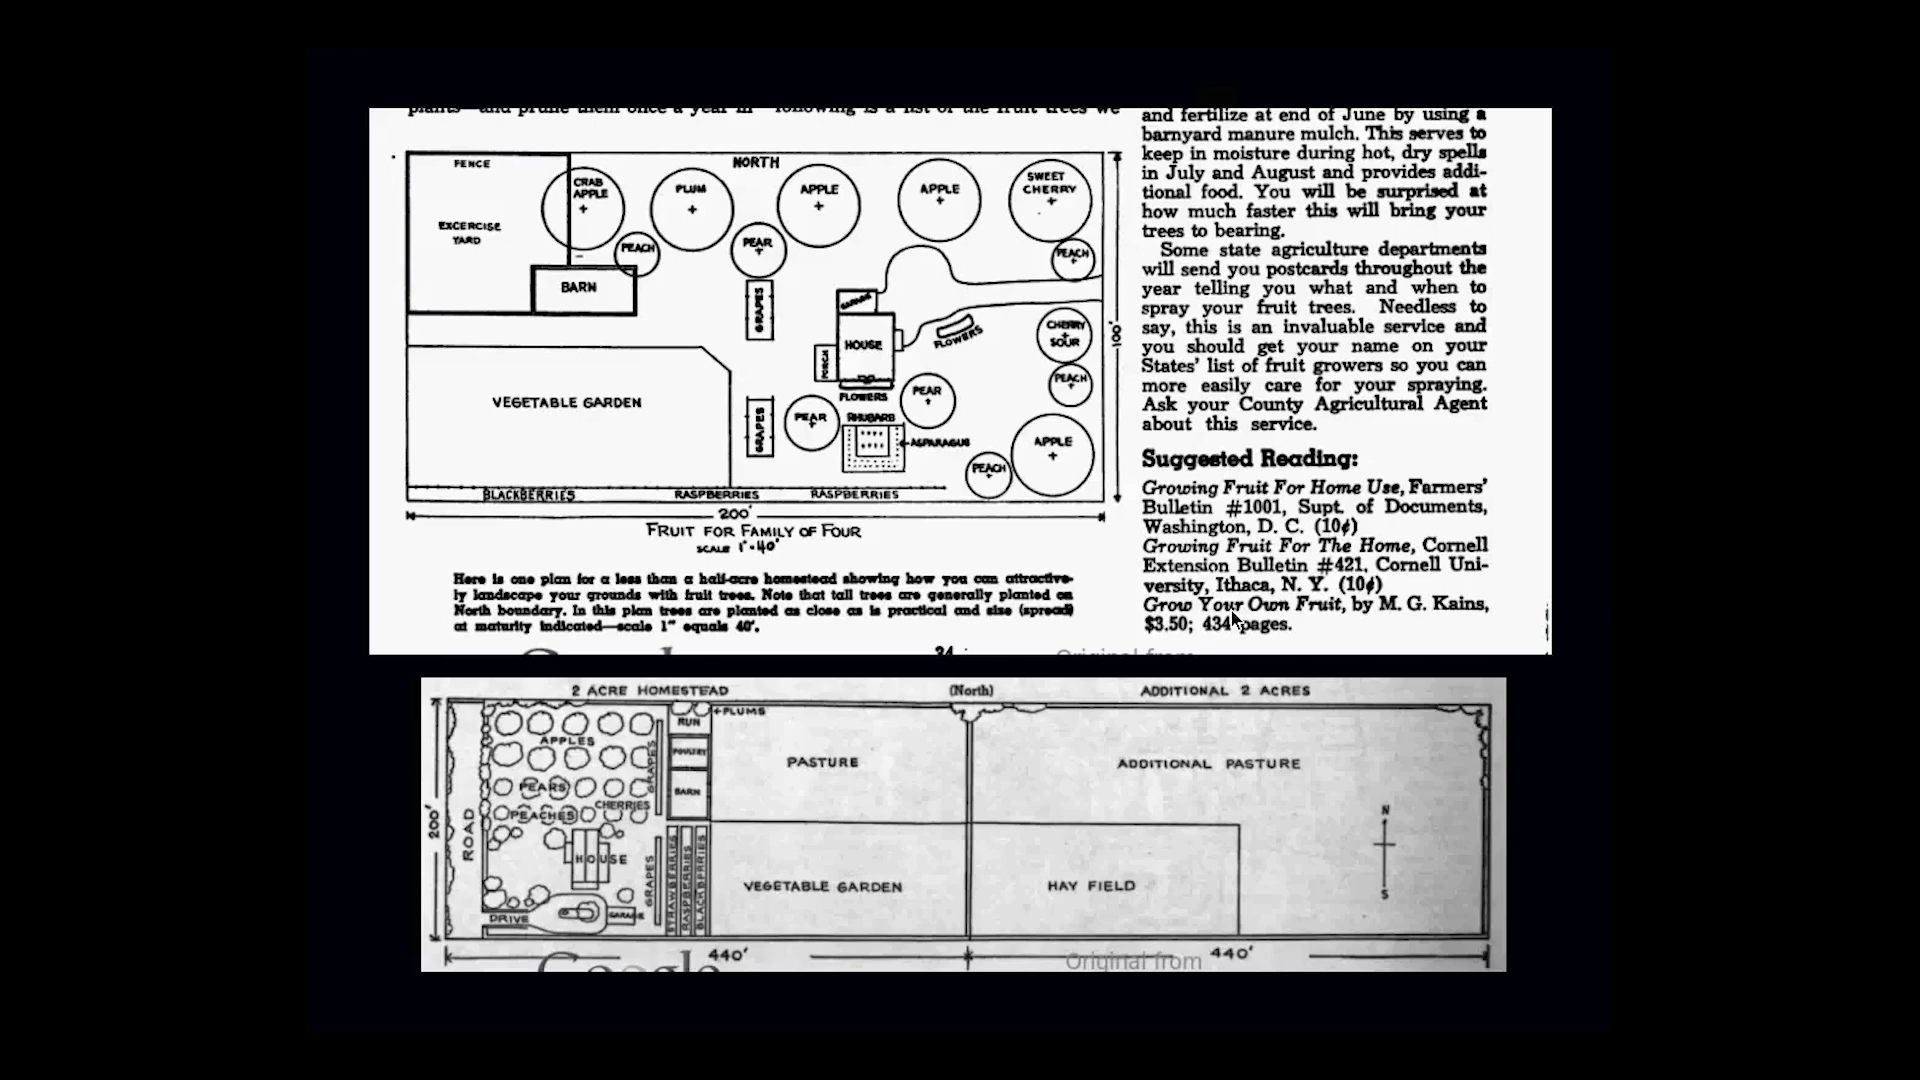 and fertilize at end of June by using a
barnyard manure mulch. This serves to
keep in moisture during hot, dry spells
in July and August and provides addi-
tional food. You will be surprised at
how much faster this will bring your
trees to bearing.
Some state agriculture departments
will send you postcards throughout the
year telling you what and when to
spray your fruit trees. Needless to
say, this is an invaluable service and
you should get your name on your
States' list of fruit growers so you can
more easily care for your spraying.
Ask your County Agricultural Agent
about this service.
Suggested Reading:
Growing Fruit For Home Use, Farmers'
Bulletin #1001, Supt. of Documents,
Washington, D. C. (10¢)
Growing Fruit For The Home, Cornell
Extension Bulletin #421, Cornell Uni-
versity, Ithaca, N. Y. (10¢)
Grow Your Own Fruit, by M. G. Kains,
$3.50; 434 pages.
FENCE
NORTH
CRAB
APPLE
PLUM
APPLE
APPLE
SWEET
CHERRY
EXCERCISE
YARD
PEACH
PEAR
PEACH
BARN
GRAPES
GARAGE
HOUSE
PORCH
FLOWERS
CHERRY
SOUR
100'
PEACH
VEGETABLE GARDEN
GRAPES
PEAR
FLOWERS
PEAR
RHUBARB
ASPARAGUS
APPLE
PEACH
BLACKBERRIES
RASPBERRIES
RASPBERRIES
200'
FRUIT FOR FAMILY OF FOUR
SCALE 1"-40'
Here is one plan for a less than a half-acre homestead showing how you can attractive-
ly landscape your grounds with fruit trees. Note that tall trees are generally planted on
North boundary. In this plan trees are planted as close as is practical and size (spread)
at maturity indicated—scale 1" equals 40'.
34
Original from
2 ACRE HOMESTEAD
(North)
ADDITIONAL 2 ACRES
PLUMS
RUN
APPLES
GRAPES
POULTRY
PASTURE
ADDITIONAL PASTURE
PEARS
BARN
CHERRIES
PEACHES
200'
ROAD
N
S
HOUSE
GRAPES
STRAWBERRIES
RASPBERRIES
BLACKBERRIES
VEGETABLE GARDEN
HAY FIELD
DRIVE
GARAGE
440'
440'
Google
Original from